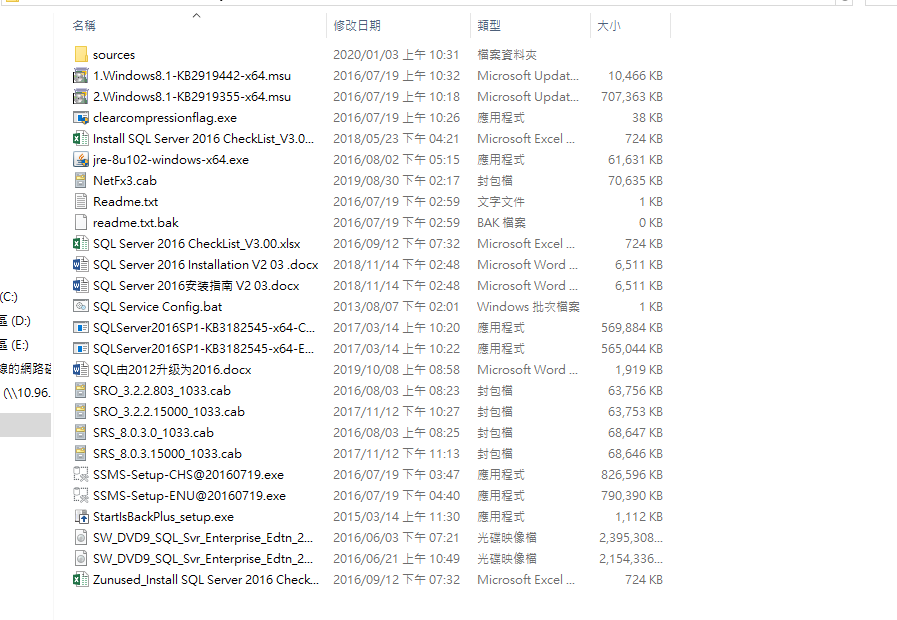 名稱 修改日期 類型 大小
sources 2020/01/03 上午 10:31 檔案資料夾
1.Windows8.1-KB2919442-x64.msu 2016/07/19 上午 10:32 Microsoft Updat... 10,466 KB
2.Windows8.1-KB2919355-x64.msu 2016/07/19 上午 10:18 Microsoft Updat... 707,363 KB
clearcompressionflag.exe 2016/07/19 上午 10:26 應用程式 38 KB
Install SQL Server 2016 CheckList_V3.0... 2018/05/23 下午 04:21 Microsoft Excel ... 724 KB
jre-8u102-windows-x64.exe 2016/08/02 下午 05:15 應用程式 61,631 KB
NetFx3.cab 2019/08/30 下午 02:17 封包檔 70,635 KB
Readme.txt 2016/07/19 下午 02:59 文字文件 1 KB
readme.txt.bak 2016/07/19 下午 02:59 BAK 檔案 0 KB
SQL Server 2016 CheckList_V3.00.xlsx 2016/09/12 下午 07:32 Microsoft Excel ... 724 KB
SQL Server 2016 Installation V2 03 .docx 2018/11/14 下午 02:48 Microsoft Word ... 6,511 KB
SQL Server 2016安装指南 V2 03.docx 2018/11/14 下午 02:48 Microsoft Word ... 6,511 KB
(C:) SQL Service Config.bat 2013/08/07 下午 02:01 Windows 批次檔案 1 KB
區 (D:) SQLServer2016SP1-KB3182545-x64-C... 2017/03/14 上午 10:20 應用程式 569,884 KB
區 (E:) SQLServer2016SP1-KB3182545-x64-E... 2017/03/14 上午 10:22 應用程式 565,044 KB
線的網路磁 SQL由2012升級为2016.docx 2019/10/08 上午 08:58 Microsoft Word ... 1,919 KB
(\\10.96. SRO_3.2.2.803_1033.cab 2016/08/03 上午 08:23 封包檔 63,756 KB
SRO_3.2.2.15000_1033.cab 2017/11/12 下午 10:27 封包檔 63,753 KB
SRS_8.0.3.0_1033.cab 2016/08/03 上午 08:25 封包檔 68,647 KB
SRS_8.0.3.15000_1033.cab 2017/11/12 下午 11:13 封包檔 68,646 KB
SSMS-Setup-CHS@20160719.exe 2016/07/19 下午 03:47 應用程式 826,596 KB
SSMS-Setup-ENU@20160719.exe 2016/07/19 下午 04:40 應用程式 790,390 KB
StartIsBackPlus_setup.exe 2015/03/14 上午 11:30 應用程式 1,112 KB
SW_DVD9_SQL_Svr_Enterprise_Edtn_2... 2016/06/03 下午 07:21 光碟映像檔 2,395,308...
SW_DVD9_SQL_Svr_Enterprise_Edtn_2... 2016/06/21 上午 10:49 光碟映像檔 2,154,336...
Zunused_Install SQL Server 2016 Check... 2016/09/12 下午 07:32 Microsoft Excel ... 724 KB